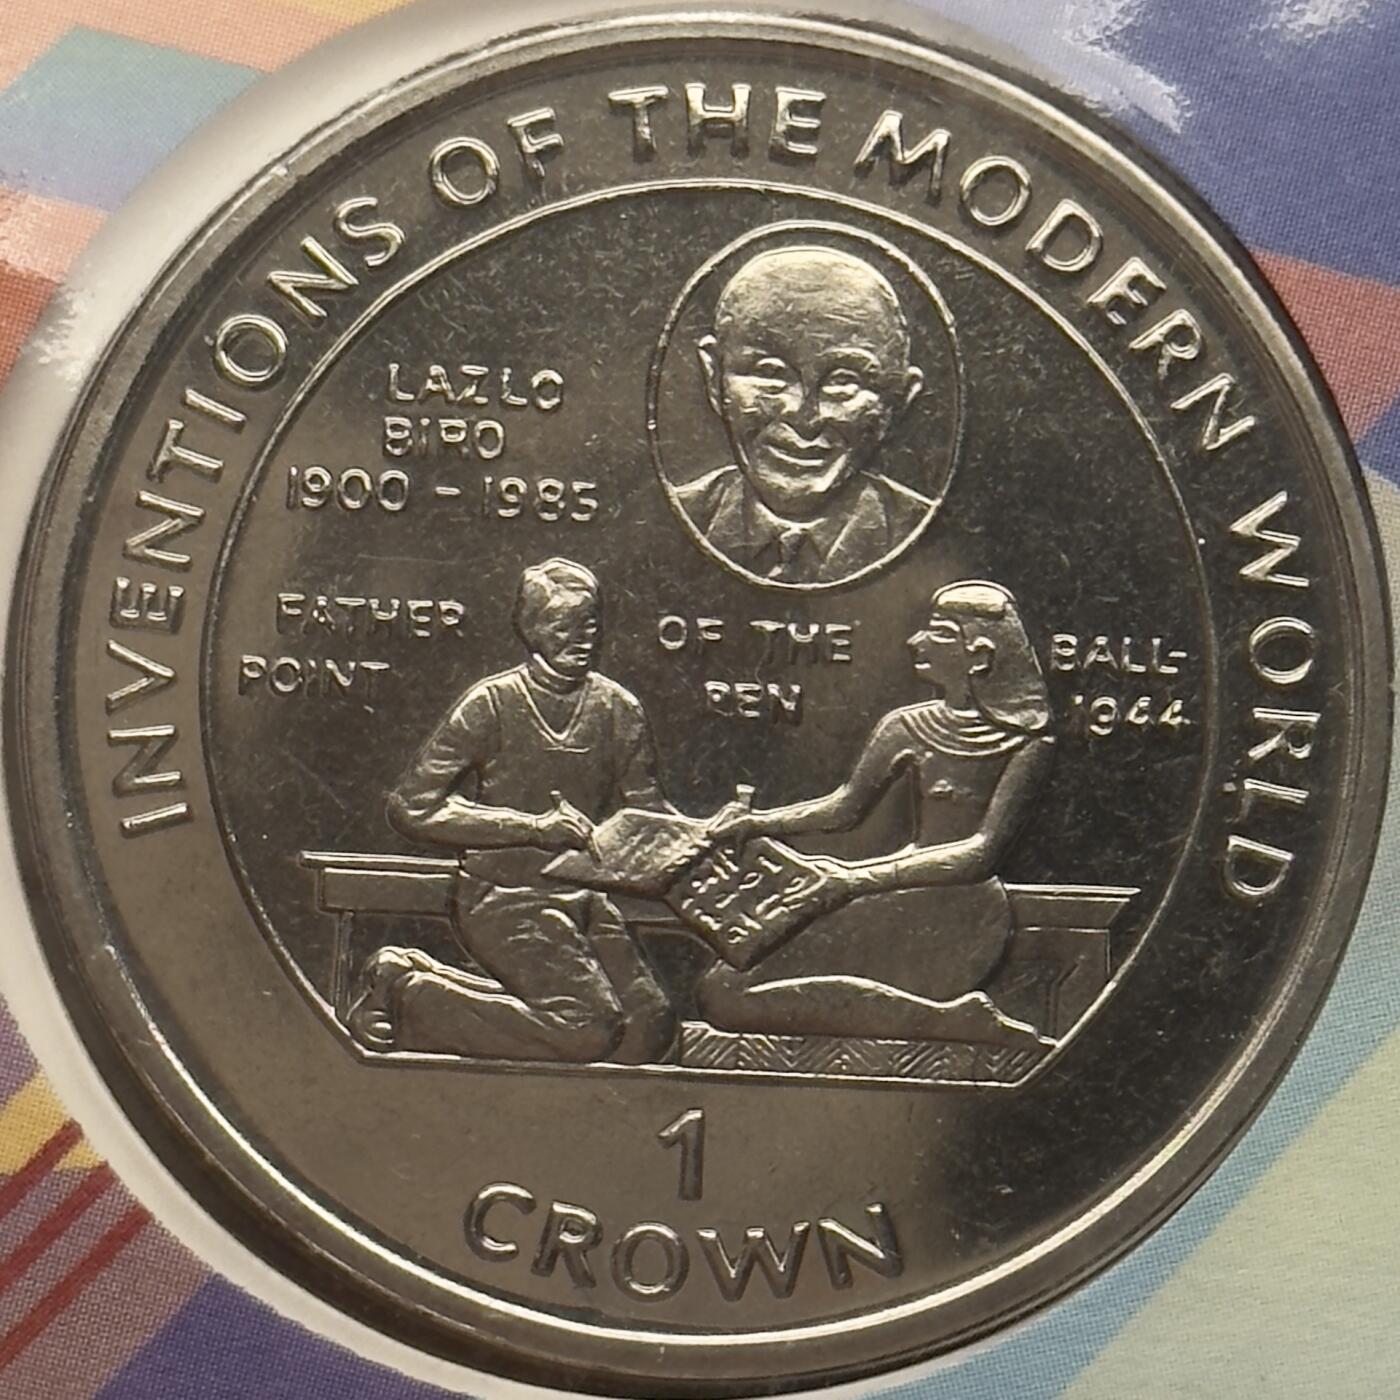 INVENTIONS OF THE MODERN WORLD
LAZLO
BIRO
1900 - 1985
FATHER OF THE BALL-
POINT PEN 1944
1
CROWN